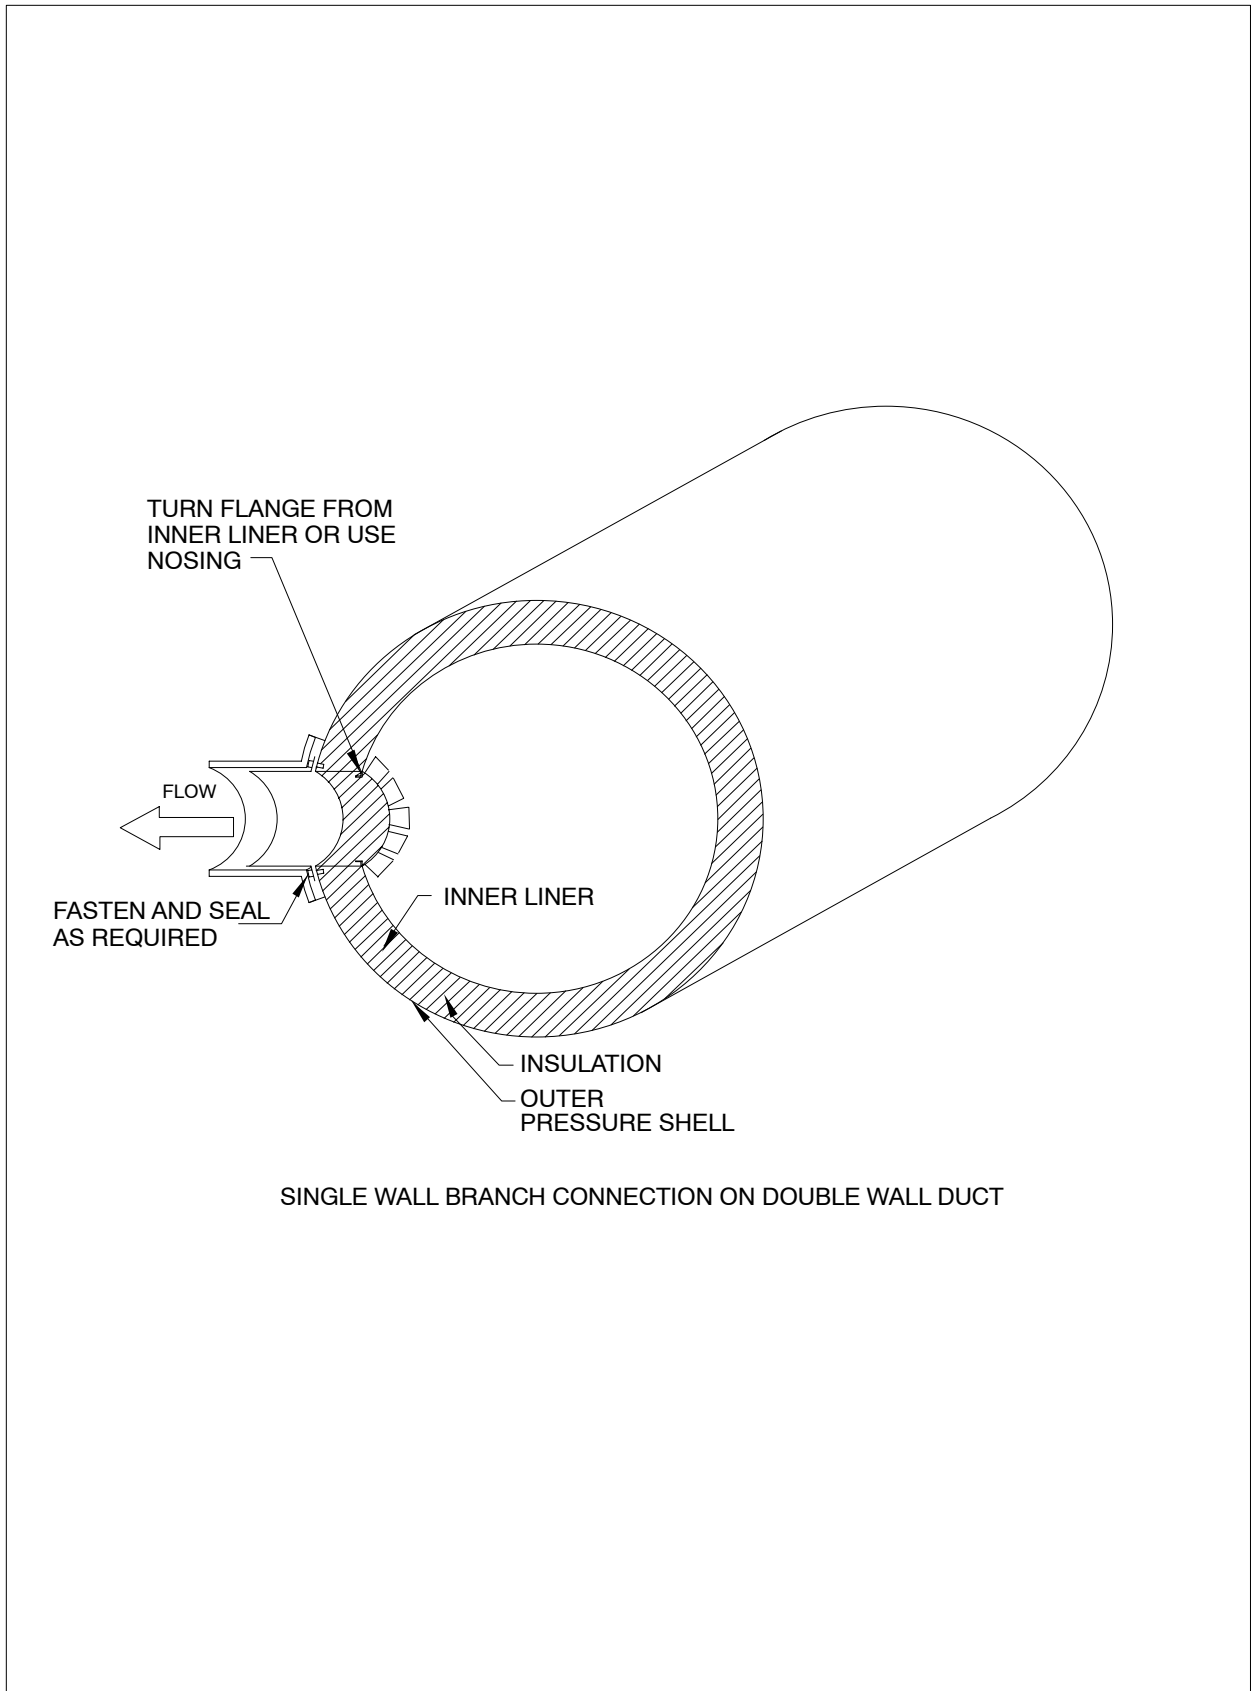 TURN FLANGE FROM
INNER LINER OR USE
NOSING
FLOW
FASTEN AND SEAL
AS REQUIRED
INNER LINER
INSULATION
OUTER
PRESSURE SHELL
SINGLE WALL BRANCH CONNECTION ON DOUBLE WALL DUCT